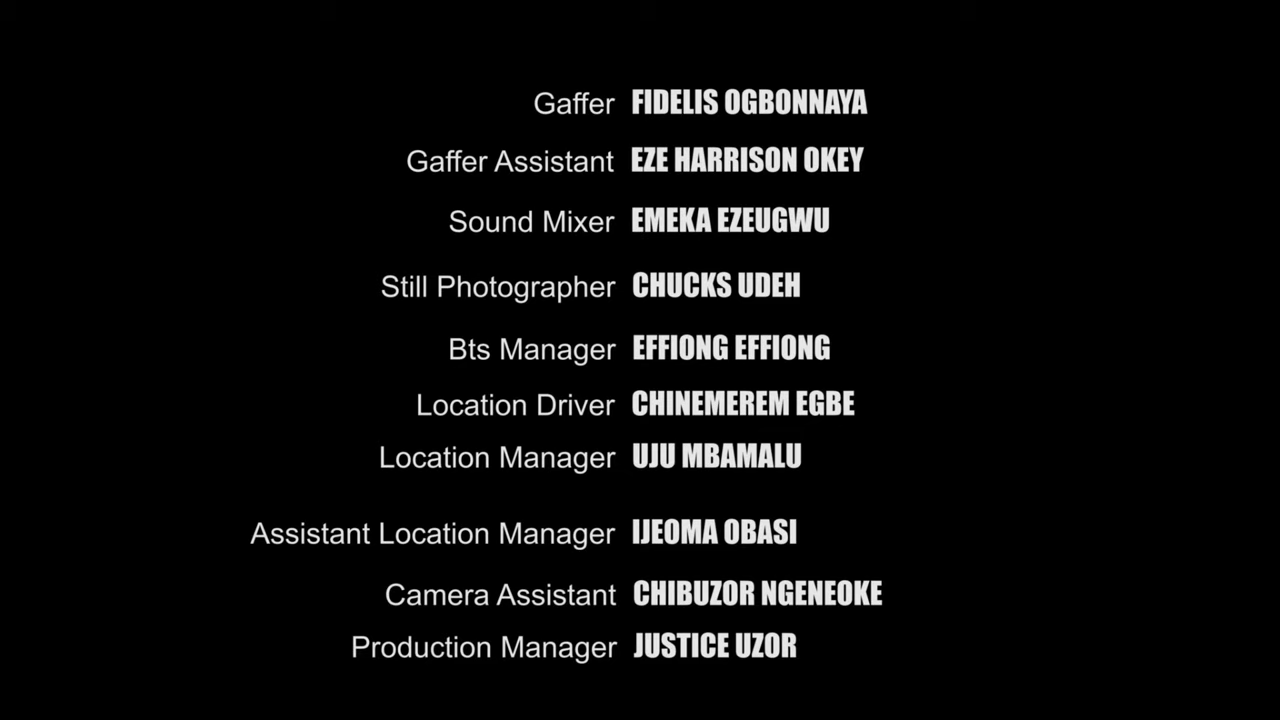 Gaffer FIDELIS OGBONNAYA
Gaffer Assistant EZE HARRISON OKEY
Sound Mixer EMEKA EZEUGWU
Still Photographer CHUCKS UDEH
Bts Manager EFFIONG EFFIONG
Location Driver CHINEMEREM EGBE
Location Manager UJU MBAMALU
Assistant Location Manager IJEOMA OBASI
Camera Assistant CHIBUZOR NGENEOKE
Production Manager JUSTICE UZOR